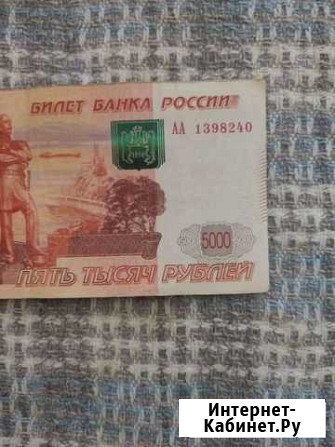 БИЛЕТ БАНКА РОССИИ
АА 1398240
5000
ПЯТЬ ТЫСЯЧ РУБЛЕЙ
Интернет-
Кабинет.Ру